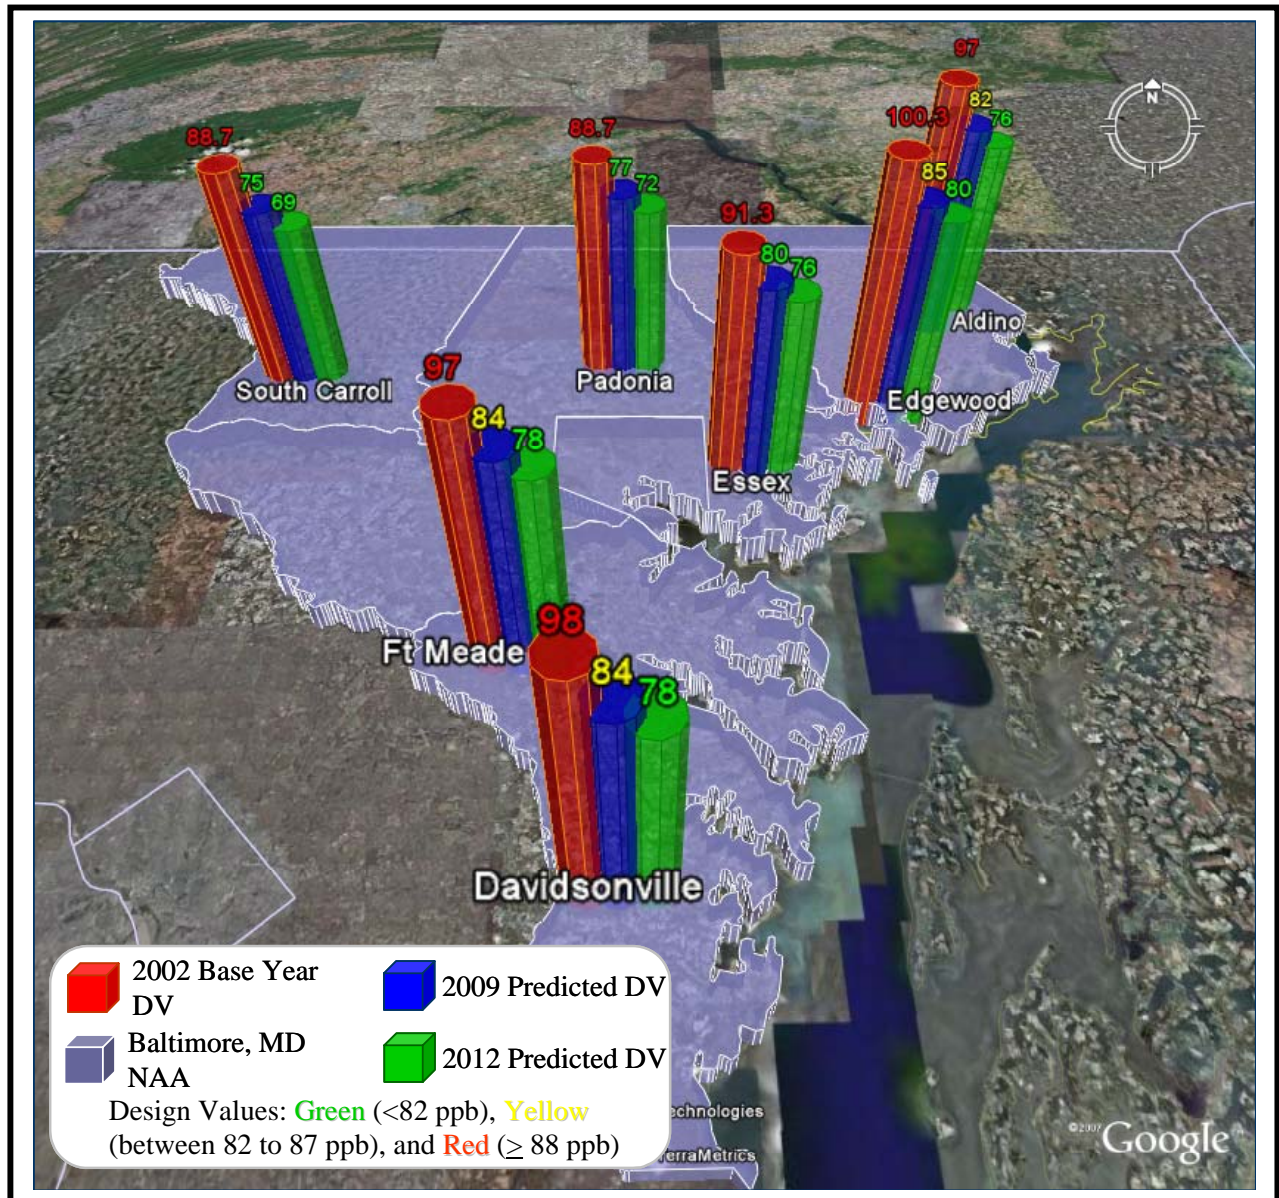 97
82
76
100.3
85
80
88.7
75
69
88.7
77
72
91.3
80
76
Aldino
Padonia
South Carroll
Edgewood
97
84
78
Essex
98
84
78
Ft Meade
Davidsonville
N
2002 Base Year
DV
2009 Predicted DV
Baltimore, MD
NAA
2012 Predicted DV
Design Values: Green (<82 ppb), Yellow
(between 82 to 87 ppb), and Red (≥ 88 ppb)
echnologies
erraMetrics
©2007 Google